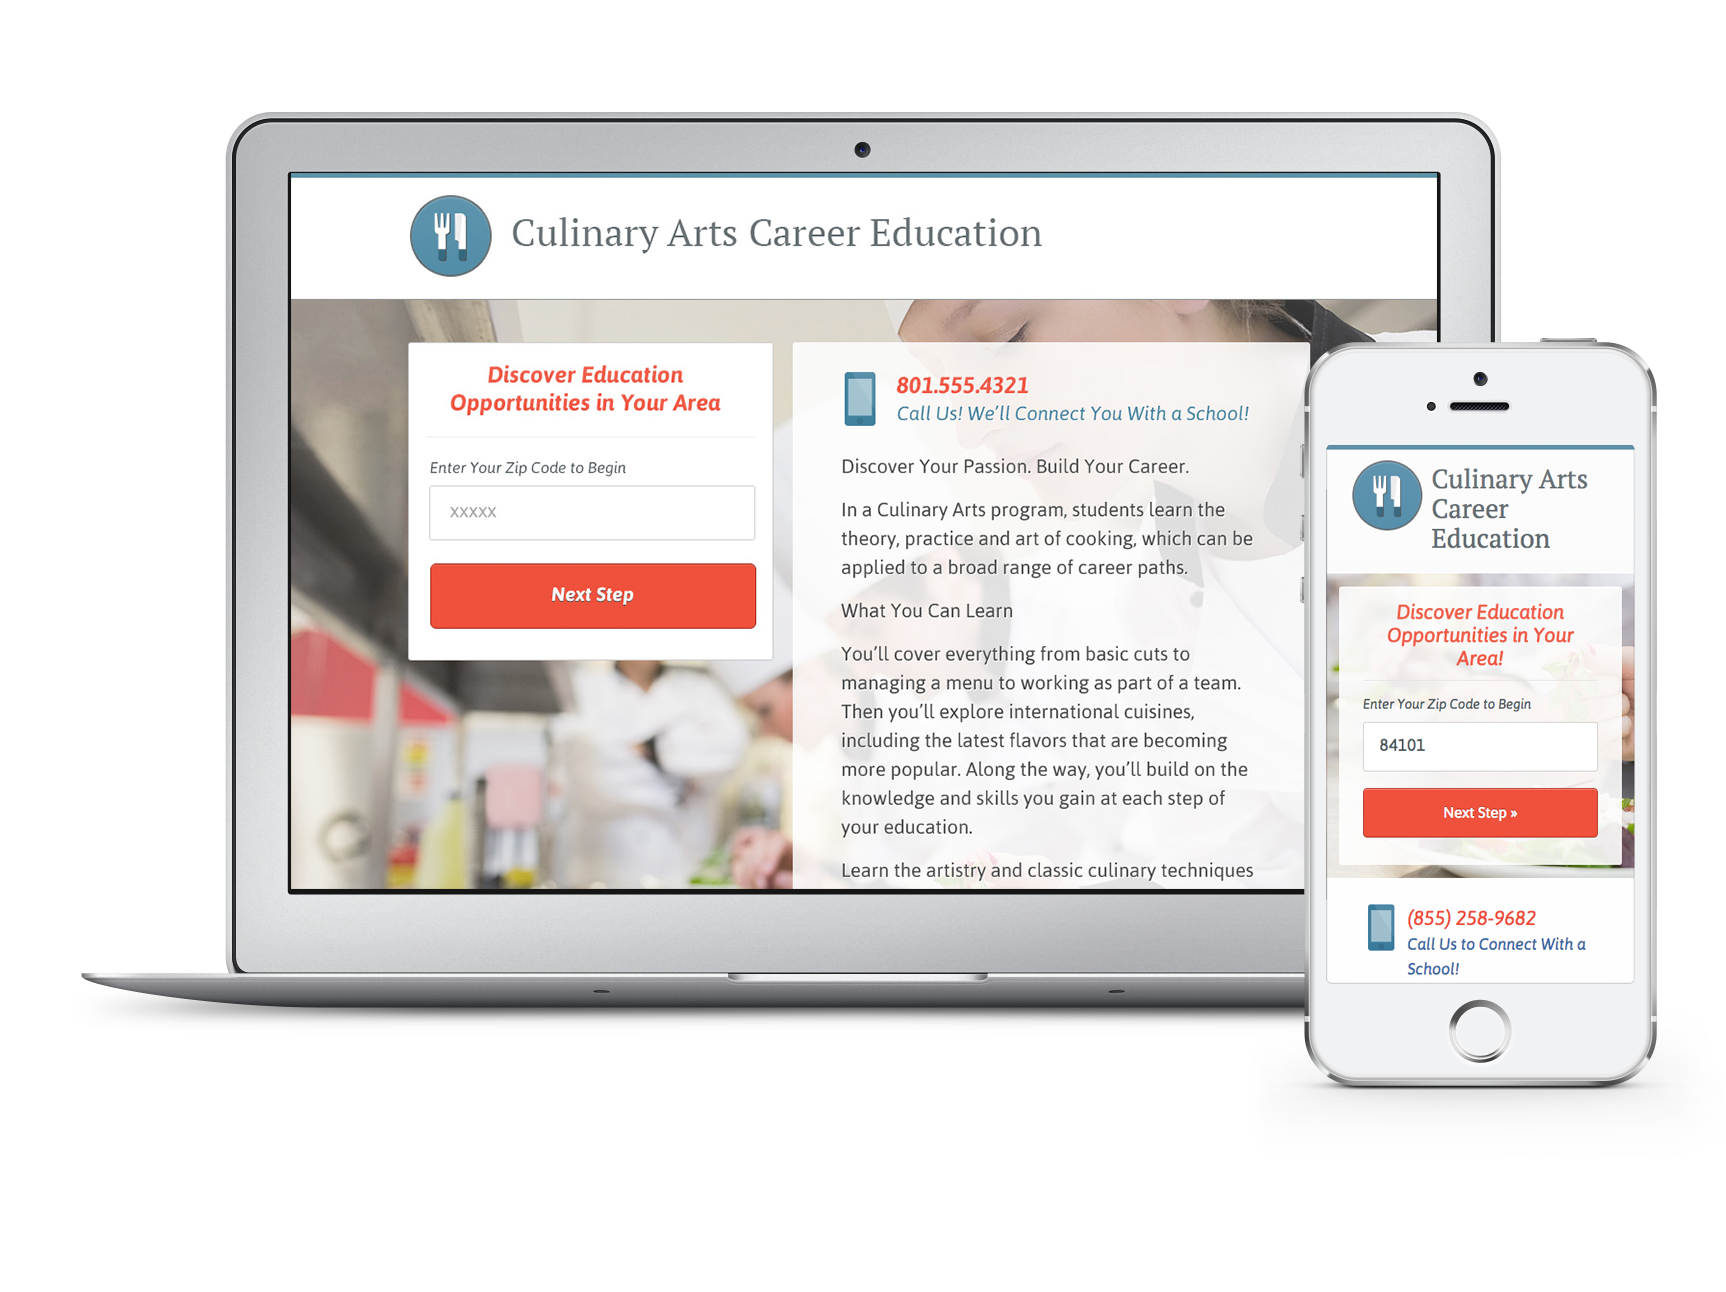 Culinary Arts Career Education
Discover Education
Opportunities in Your Area
Enter Your Zip Code to Begin
XXXXX
Next Step
801.555.4321
Call Us! We'll Connect You With a School!
Discover Your Passion. Build Your Career.
In a Culinary Arts program, students learn the
theory, practice and art of cooking, which can be
applied to a broad range of career paths.
What You Can Learn
You'll cover everything from basic cuts to
managing a menu to working as part of a team.
Then you'll explore international cuisines,
including the latest flavors that are becoming
more popular. Along the way, you'll build on the
knowledge and skills you gain at each step of
your education.
Learn the artistry and classic culinary techniques
Culinary Arts
Career
Education
Discover Education
Opportunities in Your
Area!
Enter Your Zip Code to Begin
84101
Next Step »
(855) 258-9682
Call Us to Connect With a
School!